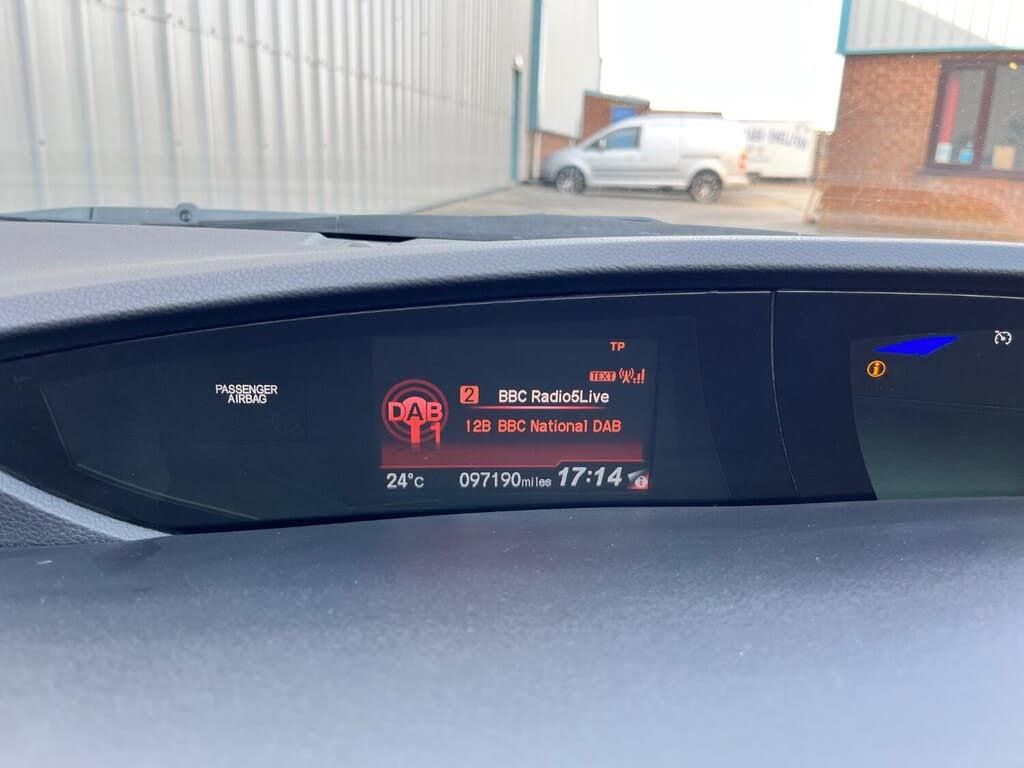 TP
TEXT
PASSENGER
AIRBAG
DAB
1
2 BBC Radio5Live
12B BBC National DAB
24°C 097190miles 17:14 i
i